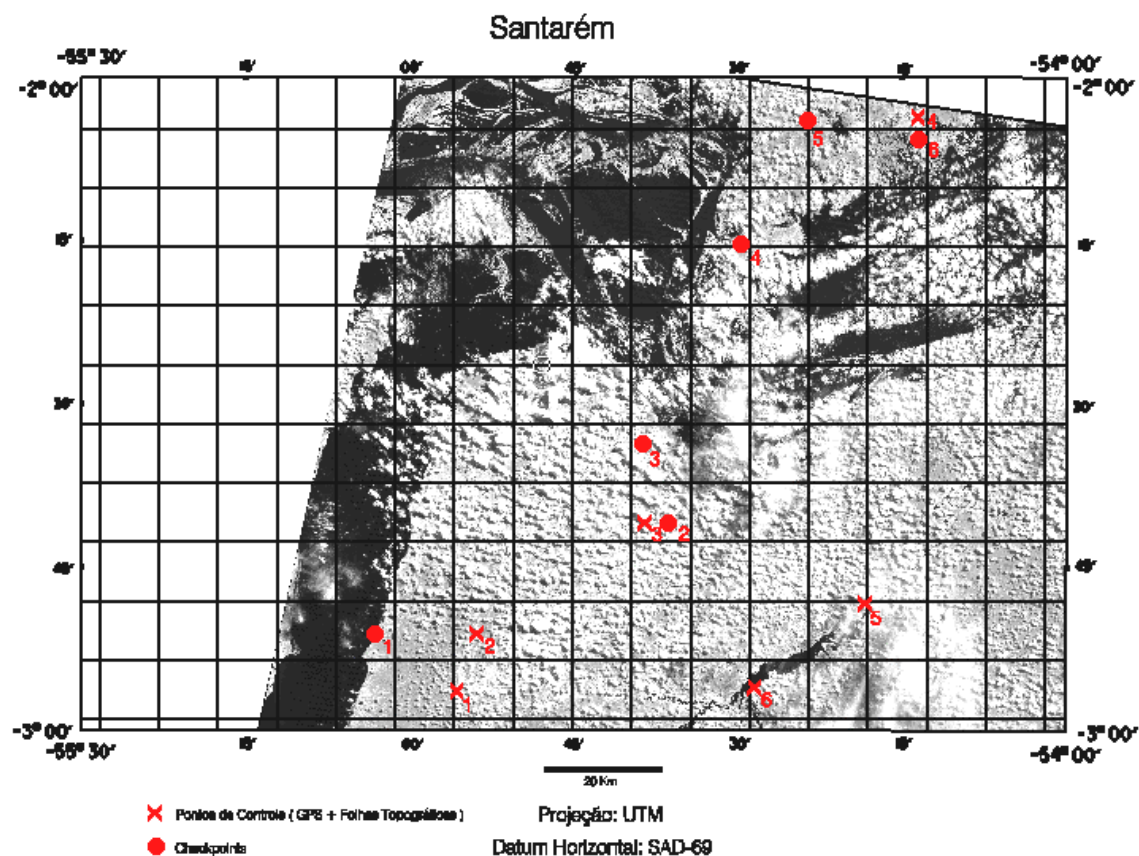 Santarém
-55° 30′ 15′ 00′ 45′ 30′ 15′ -54° 00′
-2° 00′ -2° 00′
4
5
6
15′ 15′
4
30′ 30′
3
3 2
45′ 45′
5
1 2
1 6
-3° 00′ -3° 00′
-55° 30′ 15′ 00′ 45′ 30′ 15′ -54° 00′
20 Km
Pontos de Controle ( GPS + Folhas Topográficas ) Projeção: UTM
Checkpoints Datum Horizontal: SAD-69